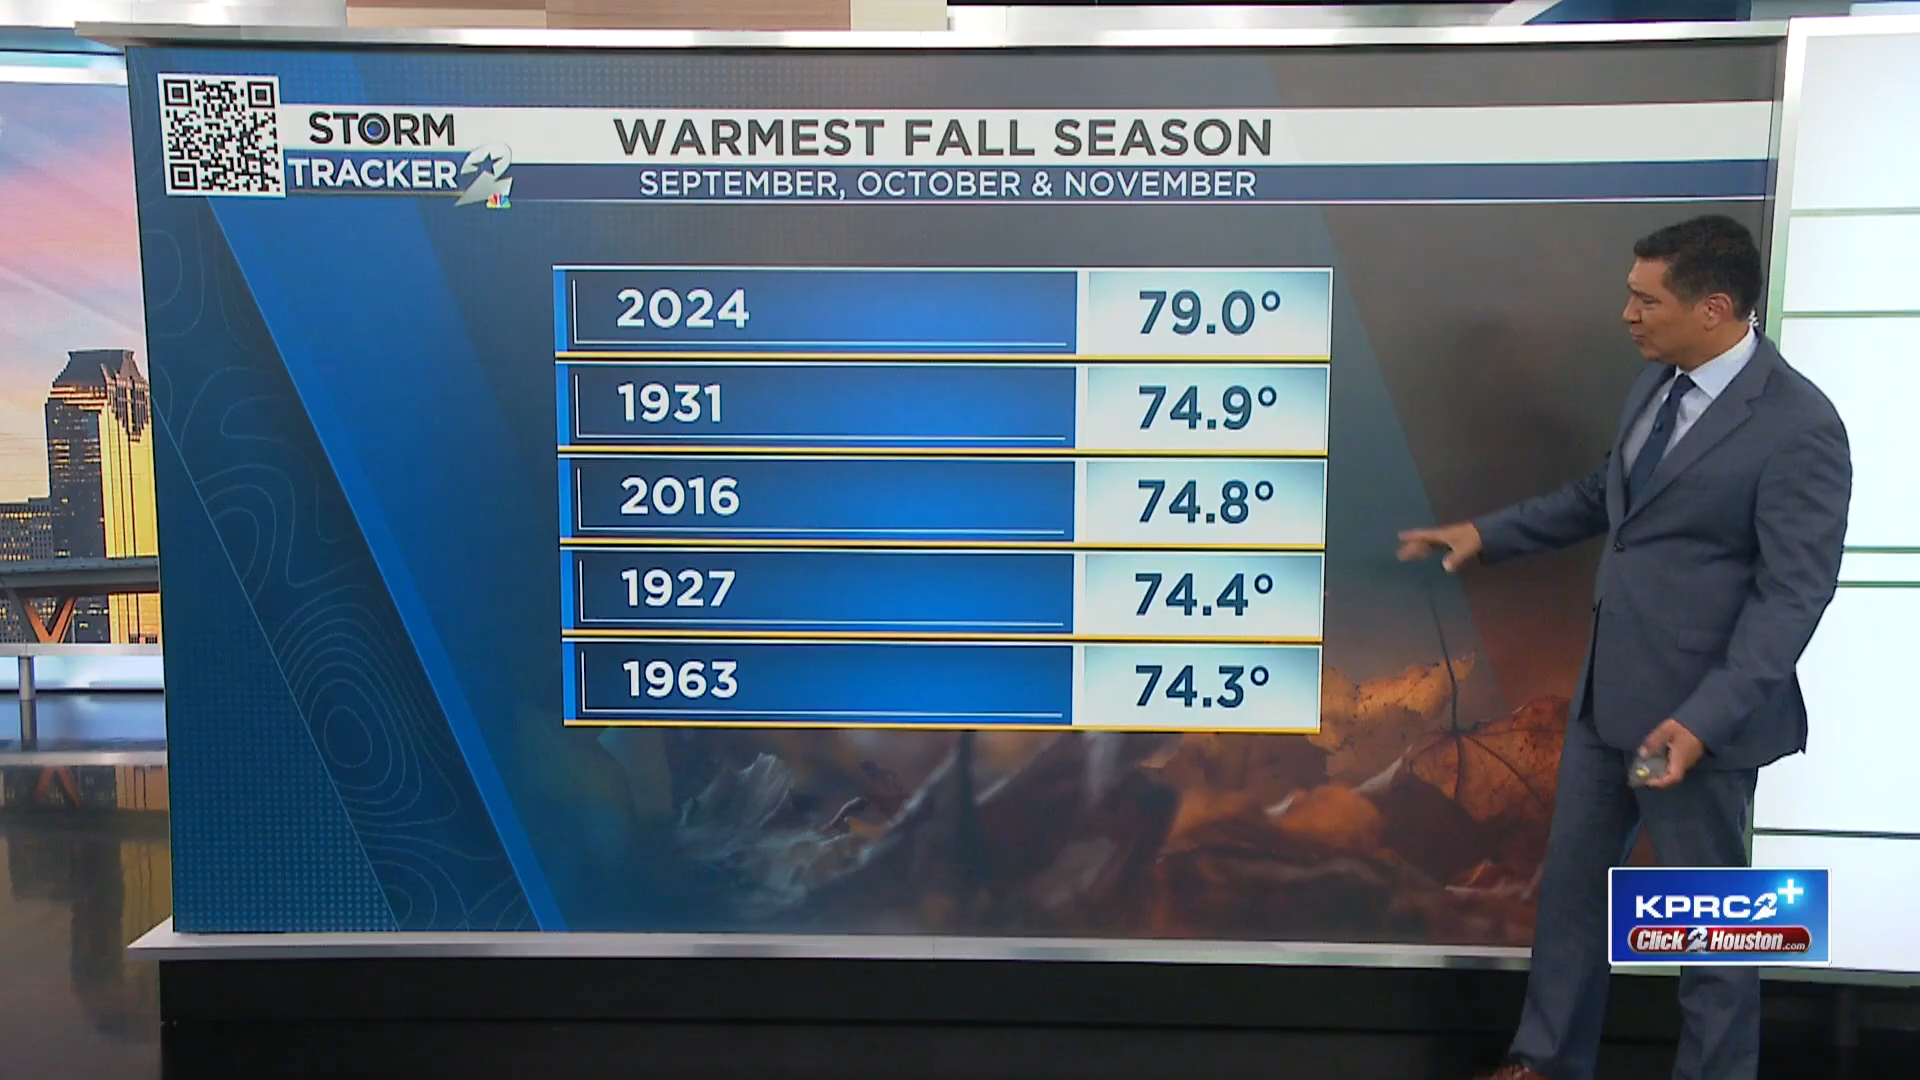 STORM
TRACKER 2
WARMEST FALL SEASON
SEPTEMBER, OCTOBER & NOVEMBER
2024 79.0°
1931 74.9°
2016 74.8°
1927 74.4°
1963 74.3°
KPRC2+
Click2Houston.com